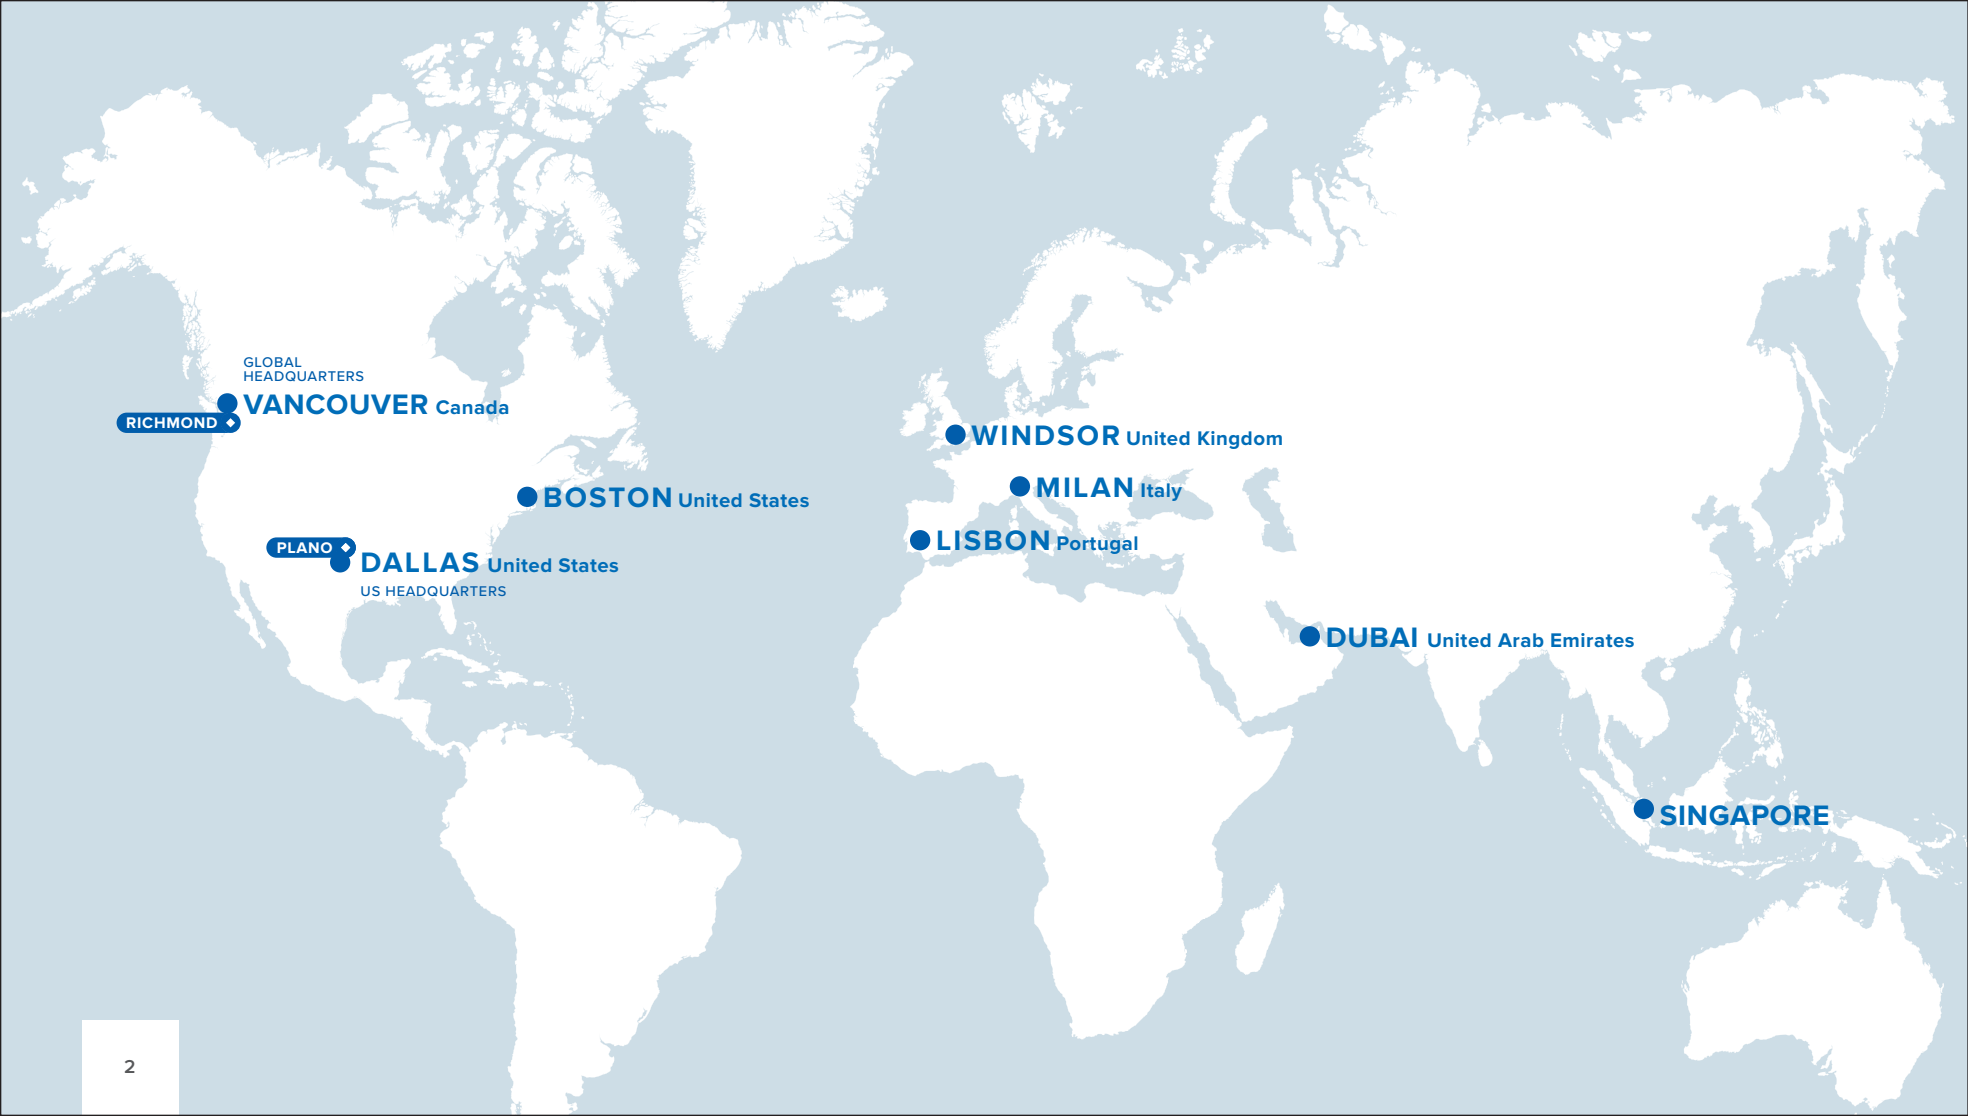 GLOBAL
HEADQUARTERS
VANCOUVER Canada
RICHMOND
WINDSOR United Kingdom
MILAN Italy
BOSTON United States
LISBON Portugal
PLANO
DALLAS United States
US HEADQUARTERS
DUBAI United Arab Emirates
SINGAPORE
2